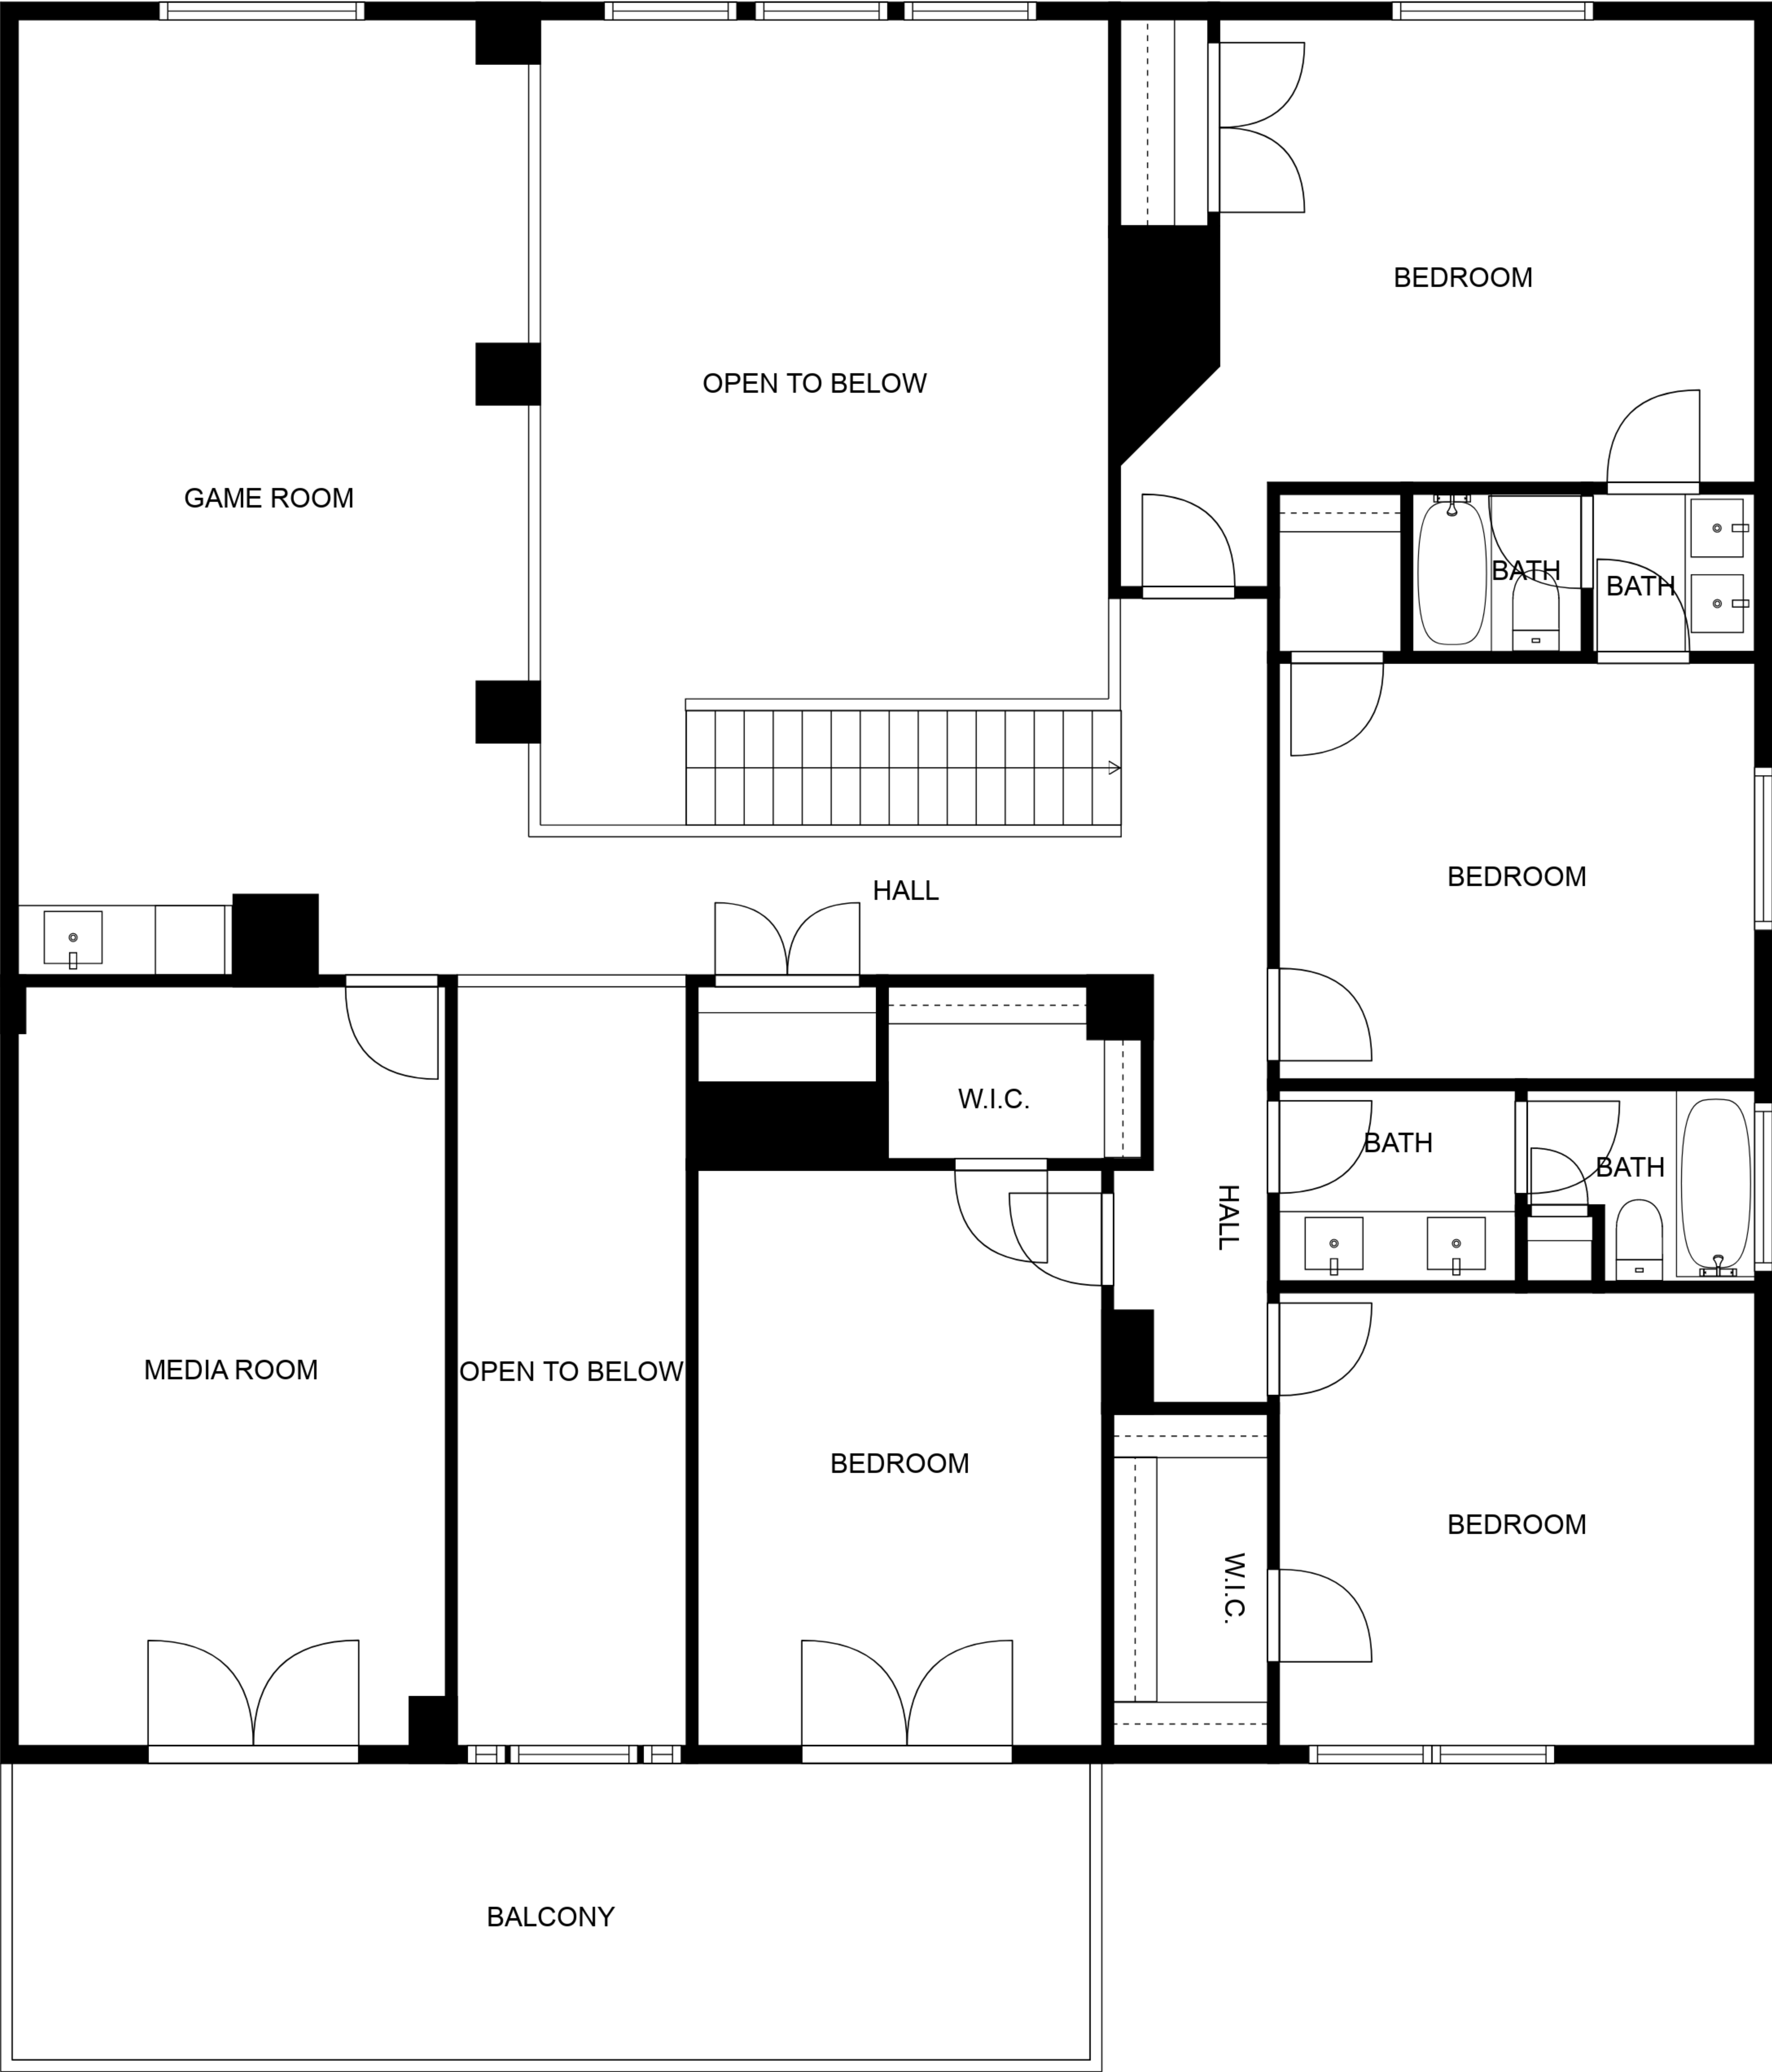 BEDROOM
OPEN TO BELOW
GAME ROOM
BATH
BATH
BEDROOM
HALL
W.I.C.
BATH
BATH
HALL
MEDIA ROOM
OPEN TO BELOW
BEDROOM
BEDROOM
W.I.C.
BALCONY